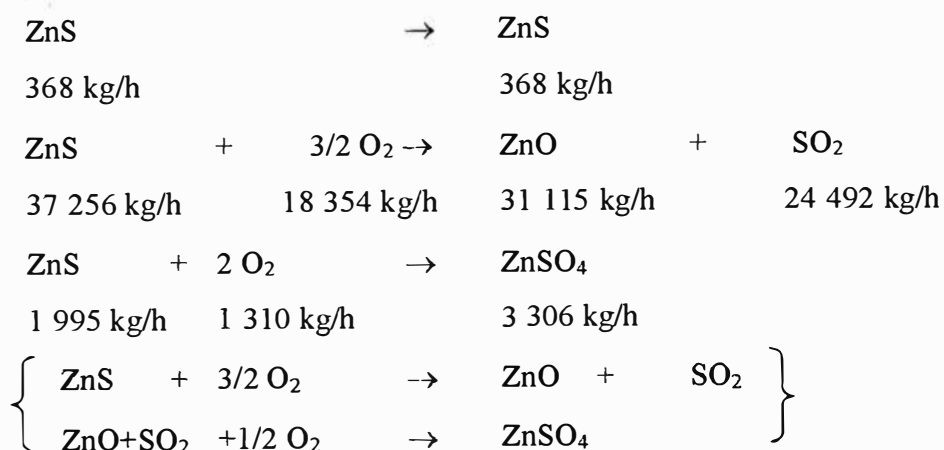 ZnS → ZnS
368 kg/h 368 kg/h
ZnS + 3/2 O₂ → ZnO + SO₂
37 256 kg/h 18 354 kg/h 31 115 kg/h 24 492 kg/h
ZnS + 2 O₂ → ZnSO₄
1 995 kg/h 1 310 kg/h 3 306 kg/h
{ ZnS + 3/2 O₂ → ZnO + SO₂ }
ZnO+SO₂ +1/2 O₂ → ZnSO₄